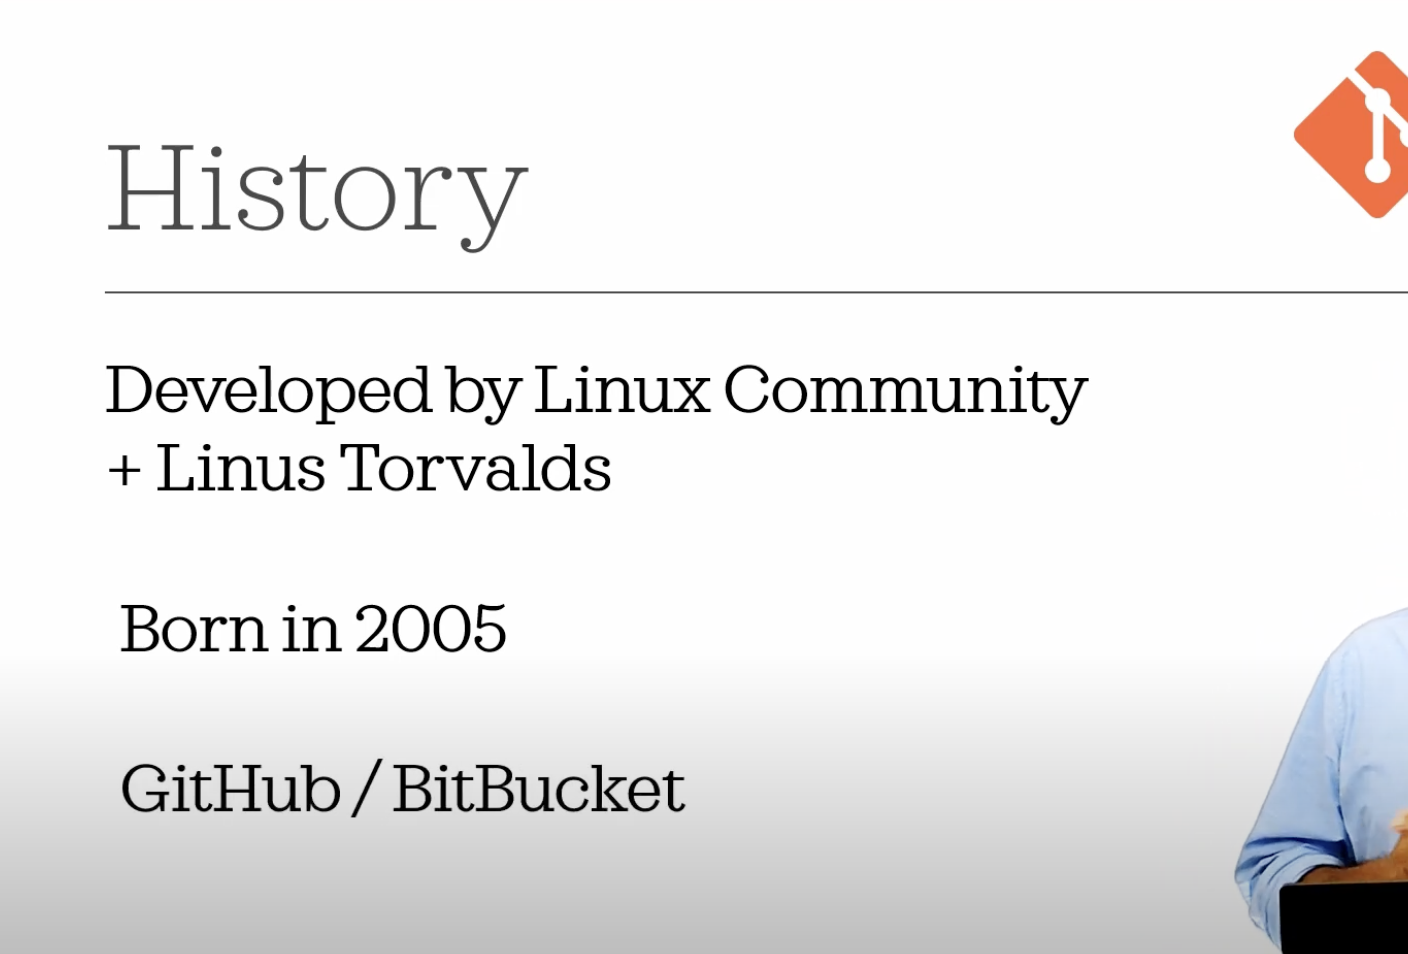 History
Developed by Linux Community
+ Linus Torvalds
Born in 2005
GitHub / BitBucket